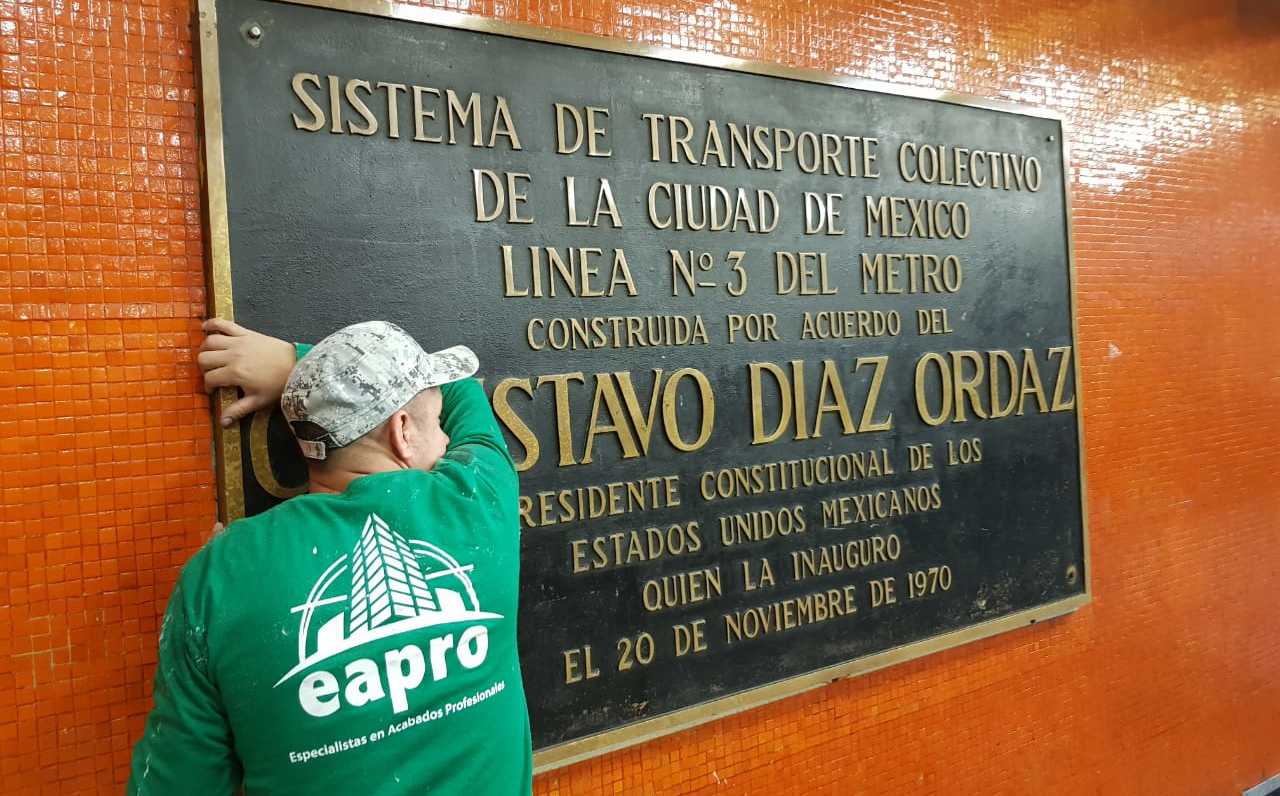 SISTEMA DE TRANSPORTE COLECTIVO
DE LA CIUDAD DE MEXICO
LINEA Nº 3 DEL METRO
CONSTRUIDA POR ACUERDO DEL
DIAZ ORDAZ
CONSTITUCIONAL DE LOS
ESTADOS UNIDOS MEXICANOS
QUIEN LA INAUGURO
EL 20 DE NOVIEMBRE DE 1970
eapro
Especialistas en Acabados Profesionales